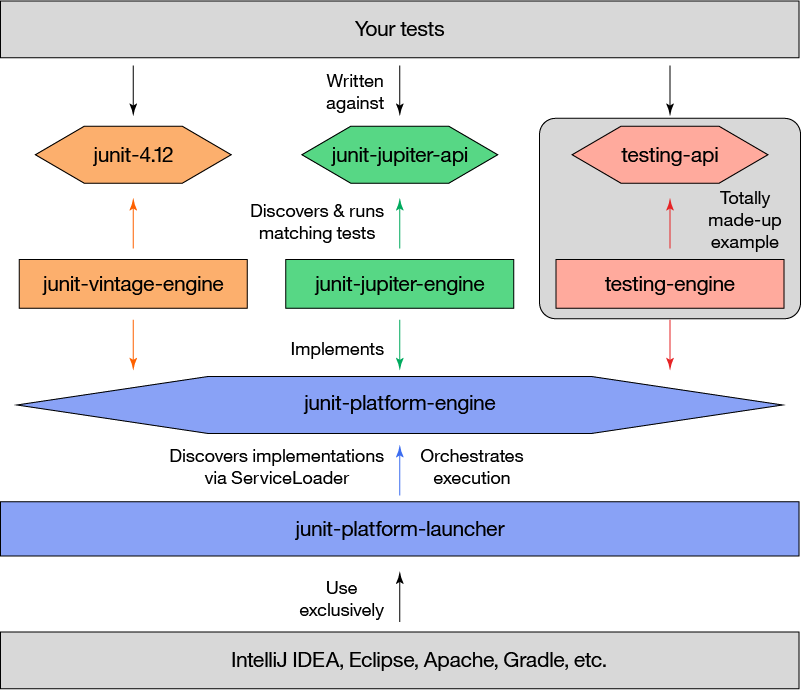 Your tests
Written
against
junit-4.12
junit-jupiter-api
testing-api
Discovers & runs
matching tests
Totally
made-up
example
junit-vintage-engine
junit-jupiter-engine
testing-engine
Implements
junit-platform-engine
Discovers implementations
via ServiceLoader
Orchestrates
execution
junit-platform-launcher
Use
exclusively
IntelliJ IDEA, Eclipse, Apache, Gradle, etc.